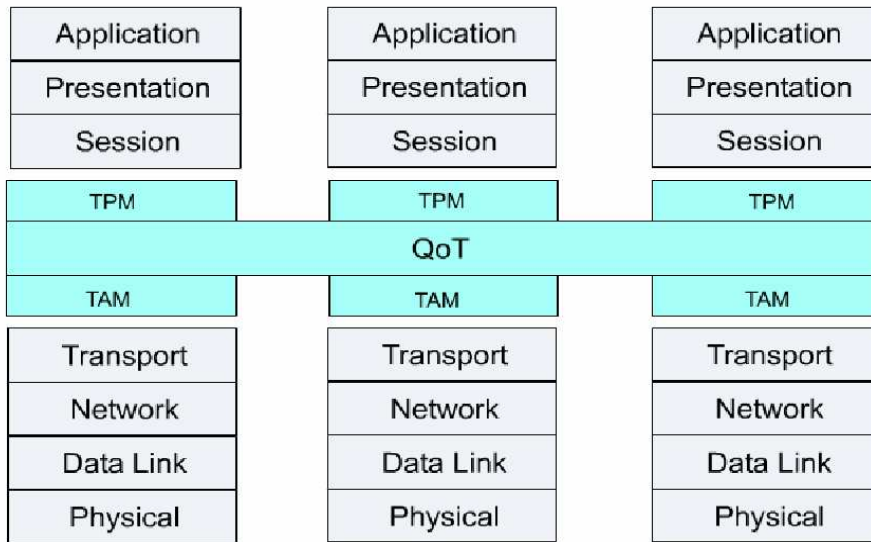 Application Application Application
Presentation Presentation Presentation
Session Session Session
TPM TPM TPM
QoT
TAM TAM TAM
Transport Transport Transport
Network Network Network
Data Link Data Link Data Link
Physical Physical Physical